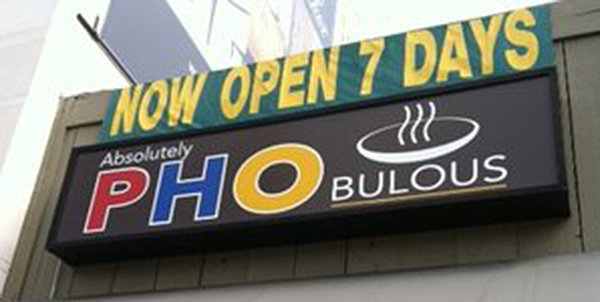 NOW OPEN 7 DAYS
Absolutely
PHO BULOUS